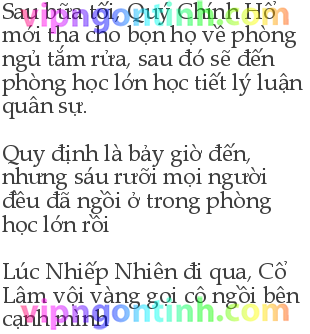 Sau bữa tối, Quý Chính Hổ
mới tha cho bọn họ về phòng
ngủ tắm rửa, sau đó sẽ đến
phòng học lớn học tiết lý luận
quân sự.
Quy định là bảy giờ đến,
nhưng sáu rưỡi mọi người
đều đã ngồi ở trong phòng
học lớn rồi
Lúc Nhiếp Nhiên đi qua, Cổ
Lâm vội vàng gọi cô ngồi bên
cạnh mình
vipngontinh.com
vipngontinh.com